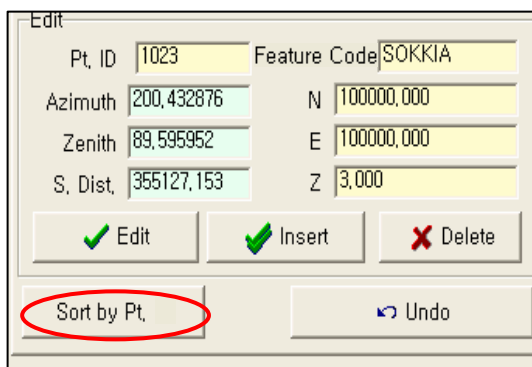 Edit
Pt, ID 1023 Feature Code SOKKIA
Azimuth 200,432876 N 100000,000
Zenith 89,595952 E 100000,000
S, Dist, 355127,153 Z 3,000
Edit Insert Delete
Sort by Pt, Undo